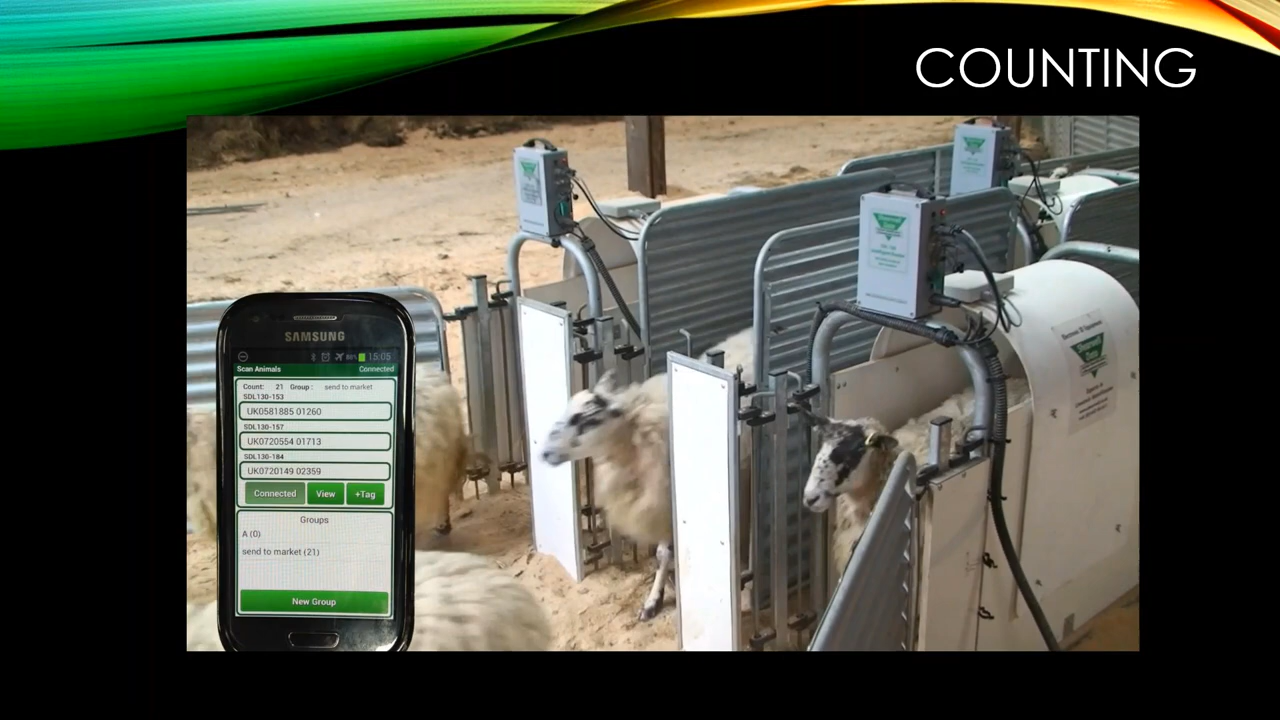 COUNTING
SAMSUNG
15:05
Scan Animals Connected
Count: 21 Group : send to market
SDL130-153
UK0581885 01260
SDL130-157
UK0720554 01713
SDL130-184
UK0720149 02359
Connected View +Tag
Groups
A (0)
send to market (21)
New Group